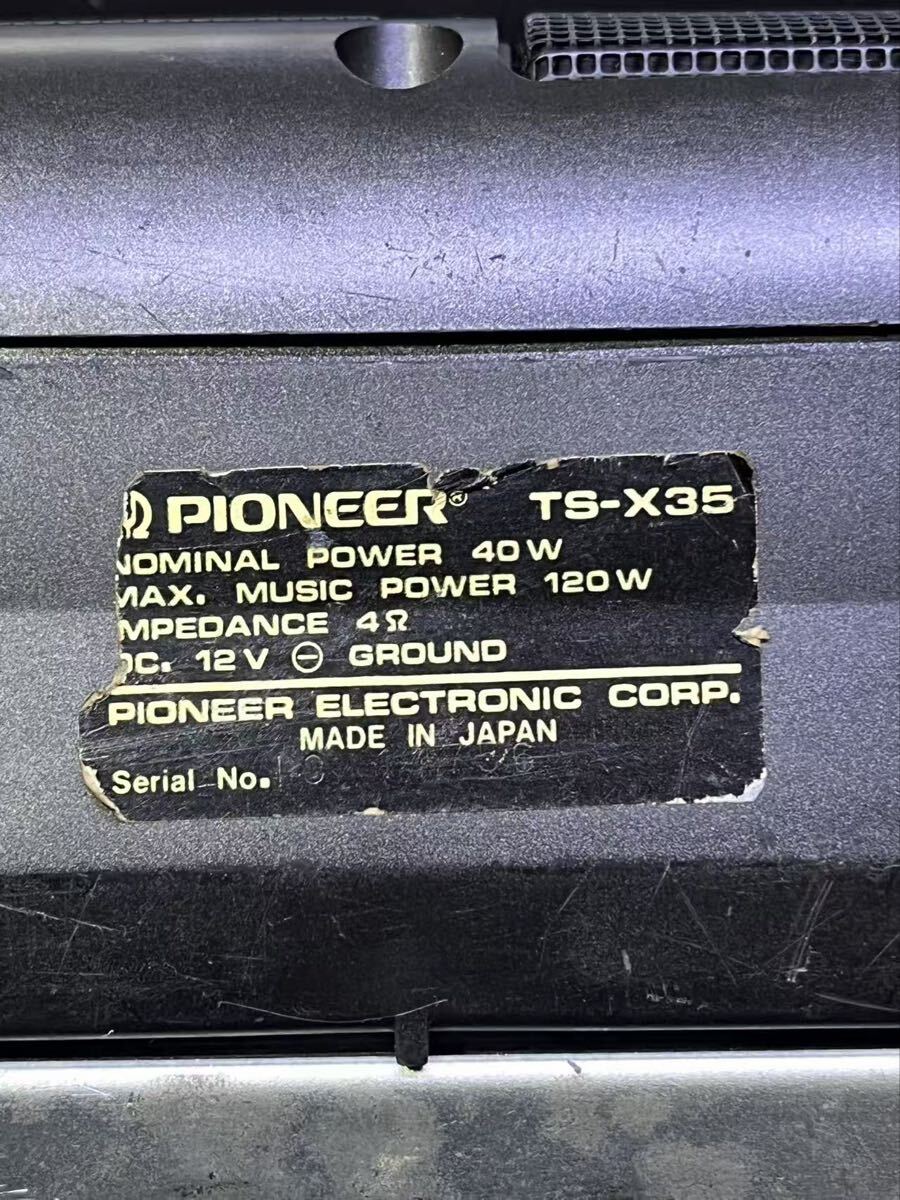 PIONEER® TS-X35
NOMINAL POWER 40W
MAX. MUSIC POWER 120W
IMPEDANCE 4Ω
DC. 12V ⊖ GROUND
PIONEER ELECTRONIC CORP.
MADE IN JAPAN
Serial No.